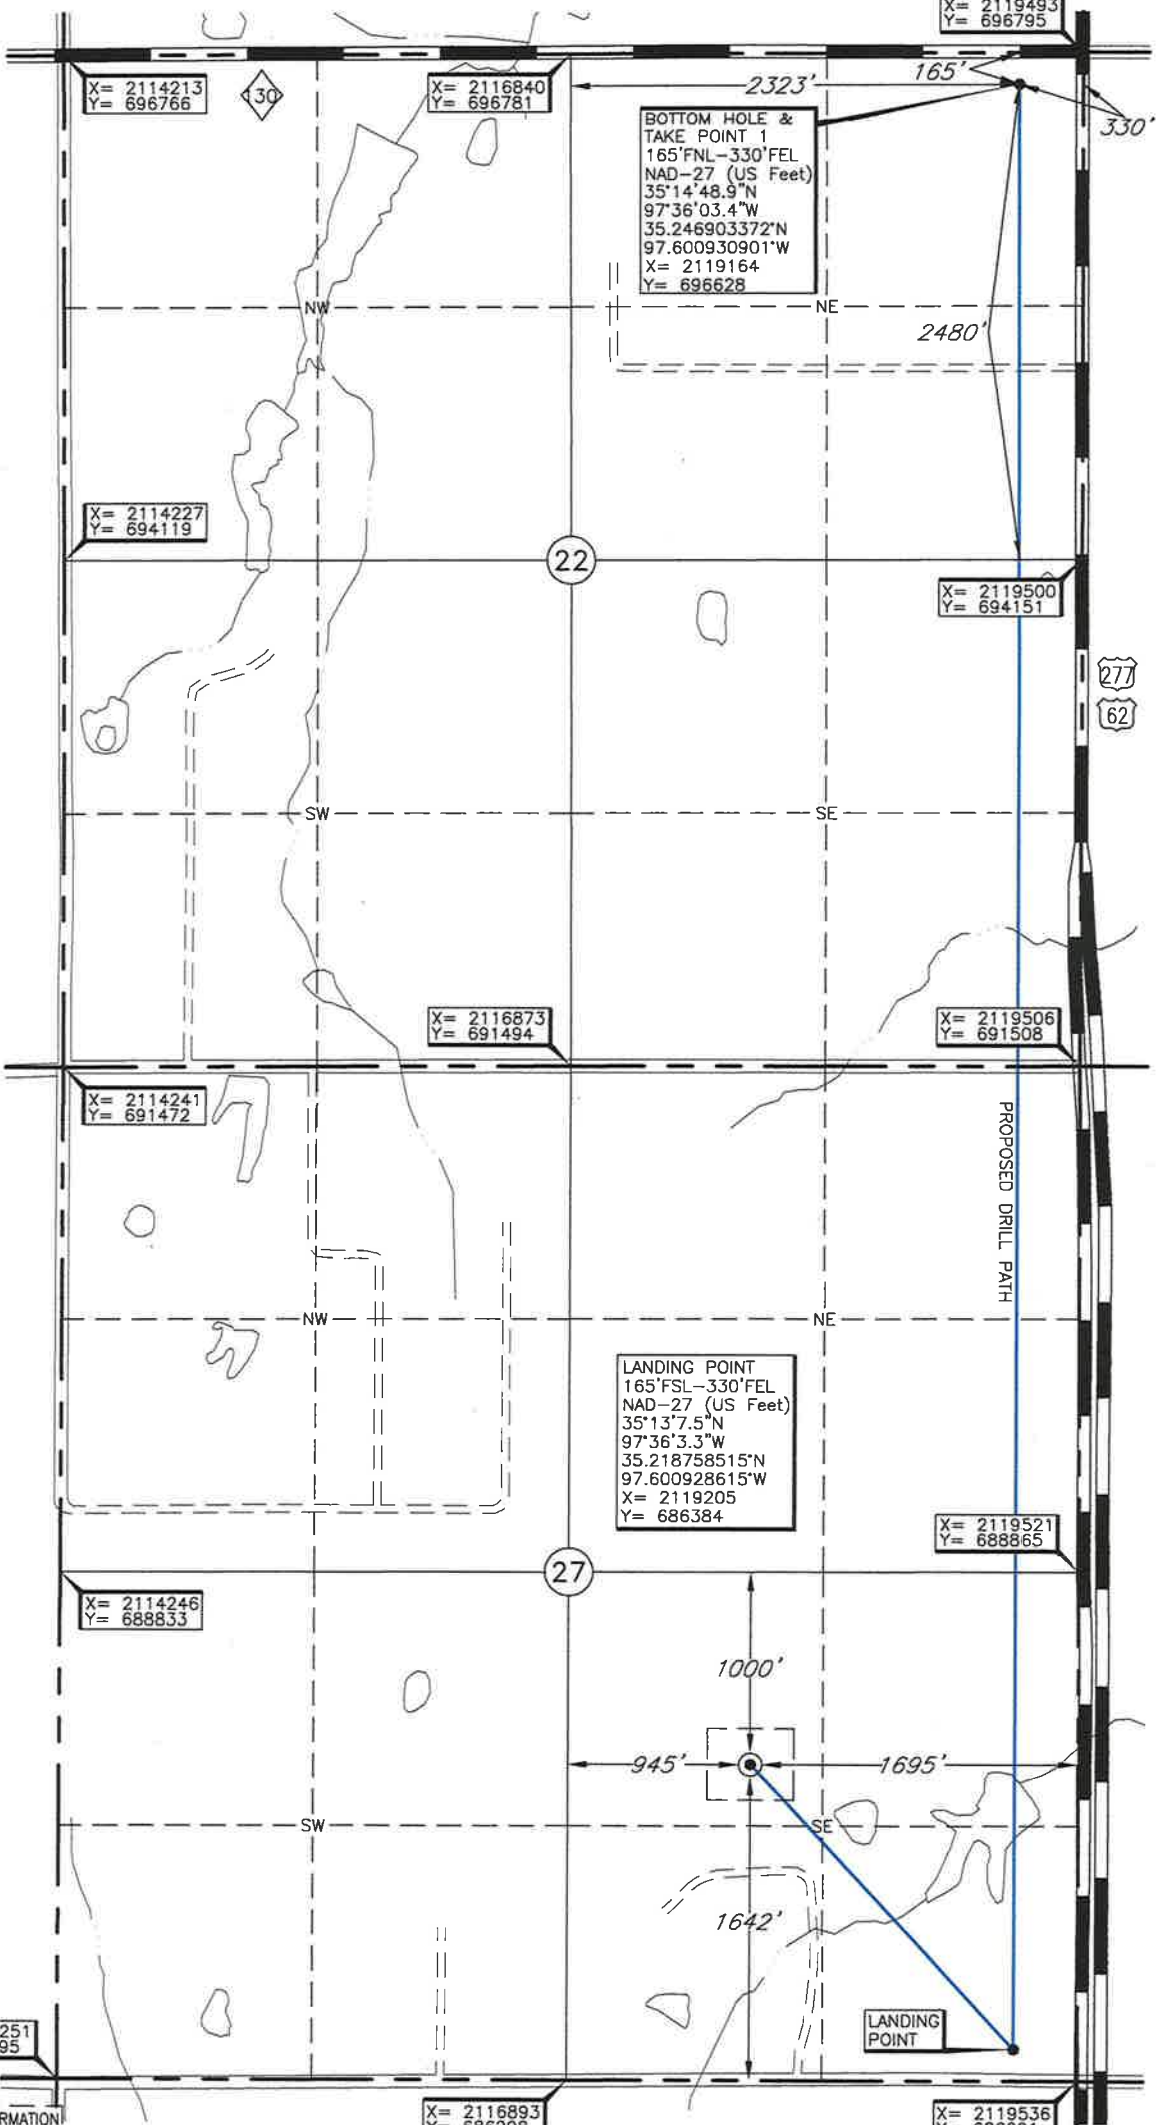 X= 2119493
Y= 696795
X= 2114213
Y= 696766
130
X= 2116840
Y= 696781
2323'
165'
330'
BOTTOM HOLE &
TAKE POINT 1
165'FNL-330'FEL
NAD-27 (US Feet)
35°14'48.9"N
97°36'03.4"W
35.246903372°N
97.600930901°W
X= 2119164
Y= 696628
NW
NE
2480'
X= 2114227
Y= 694119
22
X= 2119500
Y= 694151
277
62
SW
SE
X= 2116873
Y= 691494
X= 2119506
Y= 691508
X= 2114241
Y= 691472
PROPOSED DRILL PATH
NW
NE
LANDING POINT
165'FSL-330'FEL
NAD-27 (US Feet)
35°13'7.5"N
97°36'3.3"W
35.218758515°N
97.600928615°W
X= 2119205
Y= 686384
X= 2119521
Y= 688865
27
X= 2114246
Y= 688833
1000'
945'
1695'
SW
SE
1642'
LANDING
POINT
251
95
RMATION
X= 2116893
X= 2119536